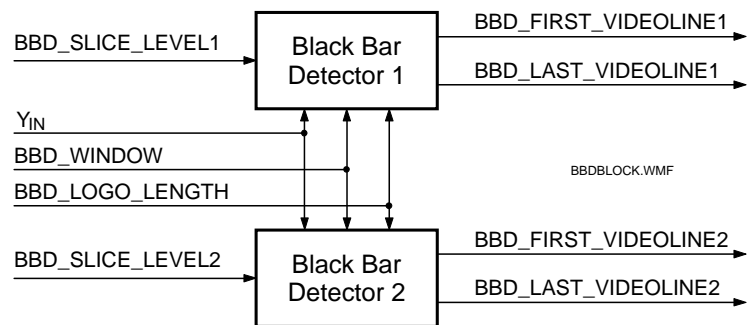 BBD_SLICE_LEVEL1
Black Bar
Detector 1
BBD_FIRST_VIDEOLINE1
BBD_LAST_VIDEOLINE1
YIN
BBD_WINDOW
BBD_LOGO_LENGTH
BBDBLOCK.WMF
BBD_SLICE_LEVEL2
Black Bar
Detector 2
BBD_FIRST_VIDEOLINE2
BBD_LAST_VIDEOLINE2